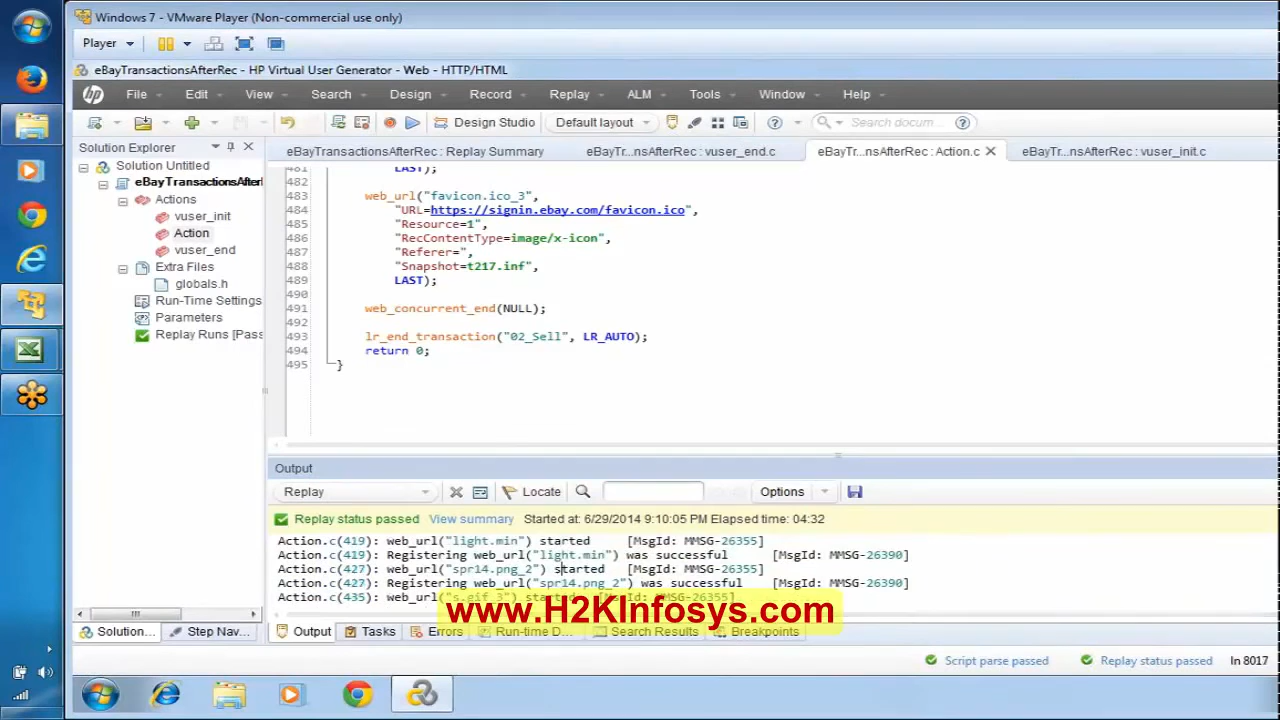 Windows 7 - VMware Player (Non-commercial use only)
Player
eBayTransactionsAfterRec - HP Virtual User Generator - Web - HTTP/HTML
hp File Edit View Search Design Record Replay ALM Tools Window Help
Design Studio Default layout Search docum...
Solution Explorer
eBayTransactionsAfterRec : Replay Summary eBayTr...nsAfterRec : vuser_end.c eBayTr...nsAfterRec : Action.c eBayTr...nsAfterRec : vuser_init.c
Solution Untitled
eBayTransactionsAfterl
Actions
vuser_init
Action
vuser_end
Extra Files
globals.h
Run-Time Settings
Parameters
Replay Runs [Pass
481 LAST);
482
483 web_url("favicon.ico_3",
484 "URL=https://signin.ebay.com/favicon.ico",
485 "Resource=1",
486 "RecContentType=image/x-icon",
487 "Referer=",
488 "Snapshot=t217.inf",
489 LAST);
490
491 web_concurrent_end(NULL);
492
493 lr_end_transaction("02_Sell", LR_AUTO);
494 return 0;
495 }
Output
Replay Locate Options
Replay status passed View summary Started at: 6/29/2014 9:10:05 PM Elapsed time: 04:32
Action.c(419): web_url("light.min") started [MsgId: MMSG-26355]
Action.c(419): Registering web_url("light.min") was successful [MsgId: MMSG-26390]
Action.c(427): web_url("spr14.png_2") started [MsgId: MMSG-26355]
Action.c(427): Registering web_url("spr14.png_2") was successful [MsgId: MMSG-26390]
Action.c(435): web_url("s.gif_3") started [MsgId: MMSG-26355]
www.H2KInfosys.com
Solution... Step Nav... Output Tasks Errors Run-time D... Search Results Breakpoints
Script parse passed Replay status passed ln 8017